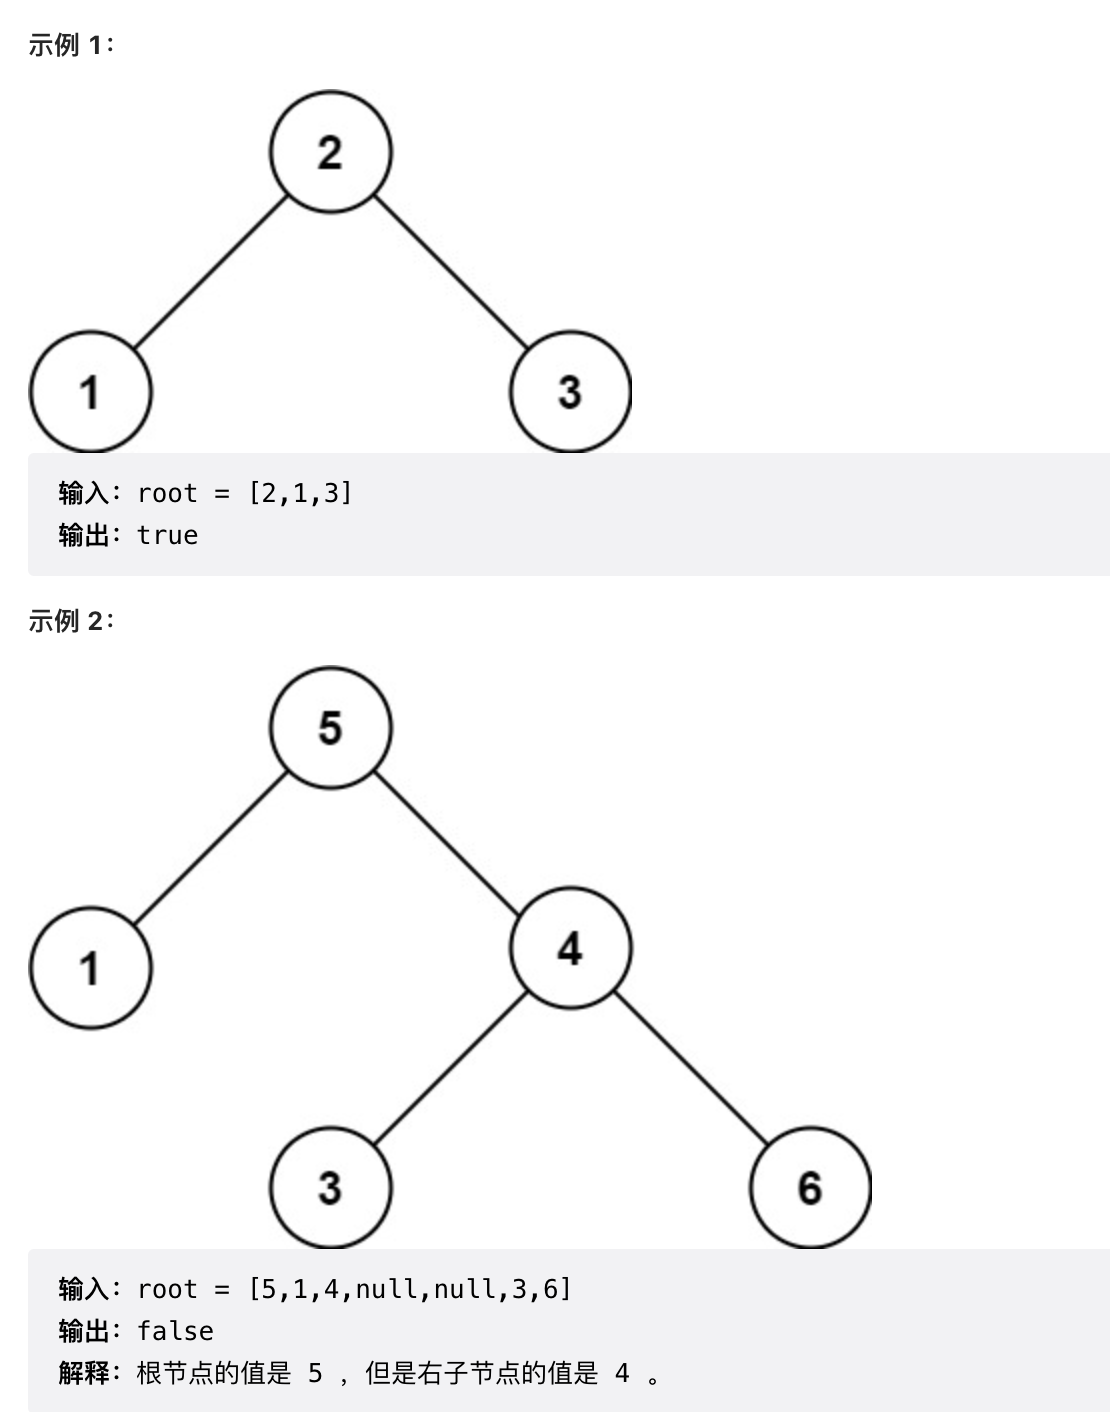 示例 1：
2
1
3
输入：root = [2,1,3]
输出：true
示例 2：
5
4
1
3
6
输入：root = [5,1,4,null,null,3,6]
输出：false
解释：根节点的值是 5 ，但是右子节点的值是 4 。